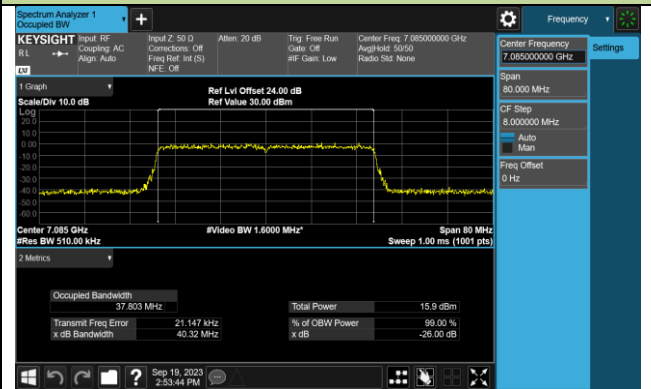 Spectrum Analyzer 1
Occupied BW
Frequency
KEYSIGHT
RL
Input: RF
Coupling: AC
Align: Auto
Input Z: 50 Ω
Corrections: Off
Freq Ref: Int (S)
NFE: Off
Atten: 20 dB
Trig: Free Run
Gate: Off
#IF Gain: Low
Center Freq: 7.085000000 GHz
Avg|Hold: 50/50
Radio Std: None
LXI
1 Graph
Scale/Div 10.0 dB
Ref Lvl Offset 24.00 dB
Ref Value 30.00 dBm
Log
20.0
10.0
0.00
-10.0
-20.0
-30.0
-40.0
-50.0
-60.0
Center 7.085 GHz
#Res BW 510.00 kHz
#Video BW 1.6000 MHz*
Span 80 MHz
Sweep 1.00 ms (1001 pts)
2 Metrics
Occupied Bandwidth
37.803 MHz
Transmit Freq Error 21.147 kHz
x dB Bandwidth 40.32 MHz
Total Power 15.9 dBm
% of OBW Power 99.00 %
x dB -26.00 dB
Center Frequency
7.085000000 GHz
Span
80.000 MHz
CF Step
8.000000 MHz
Auto
Man
Freq Offset
0 Hz
Settings
?
Sep 19, 2023
2:53:44 PM